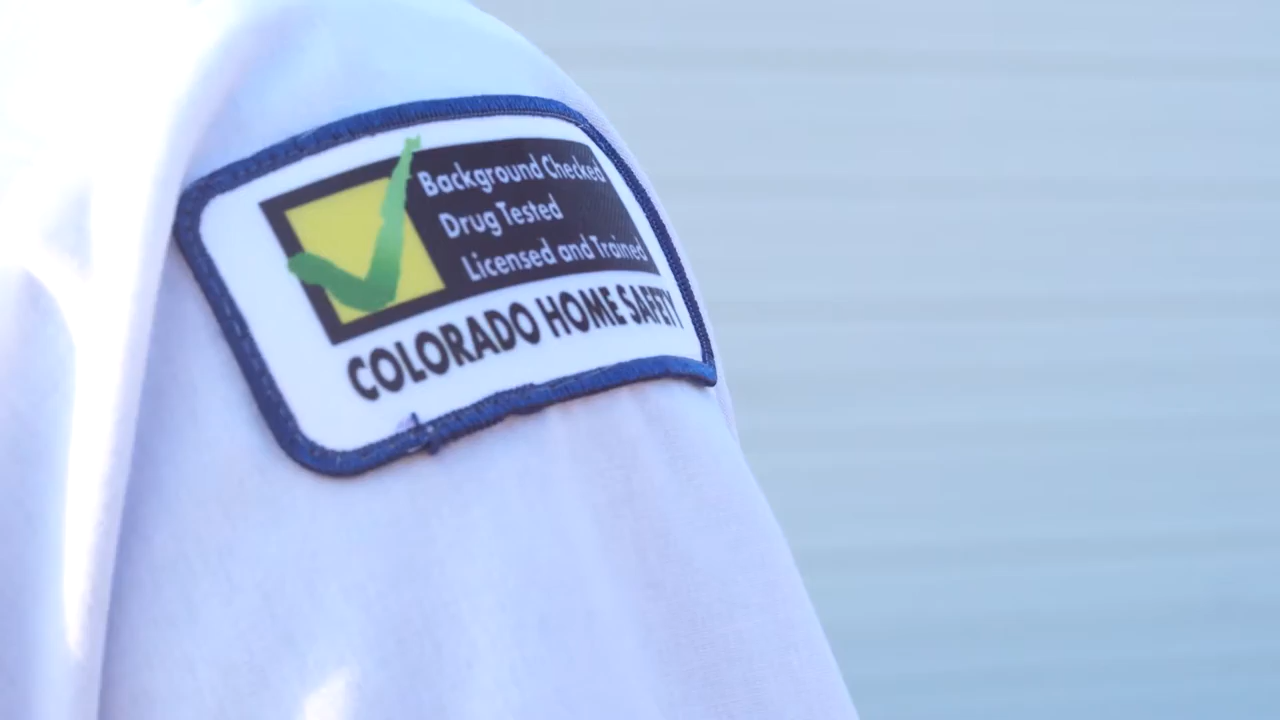 Background Checked
Drug Tested
Licensed and Trained
COLORADO HOME SAFETY